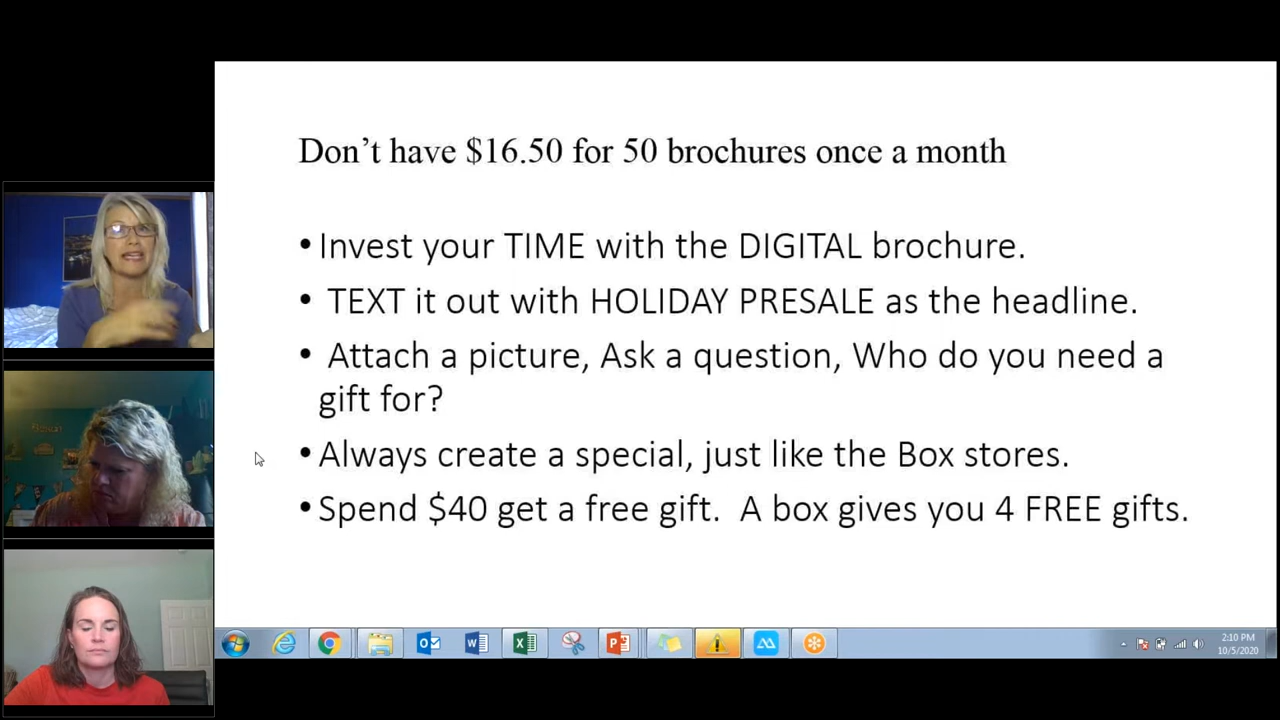 Don’t have $16.50 for 50 brochures once a month
• Invest your TIME with the DIGITAL brochure.
• TEXT it out with HOLIDAY PRESALE as the headline.
• Attach a picture, Ask a question, Who do you need a
gift for?
• Always create a special, just like the Box stores.
• Spend $40 get a free gift.  A box gives you 4 FREE gifts.
2:10 PM
10/5/2020